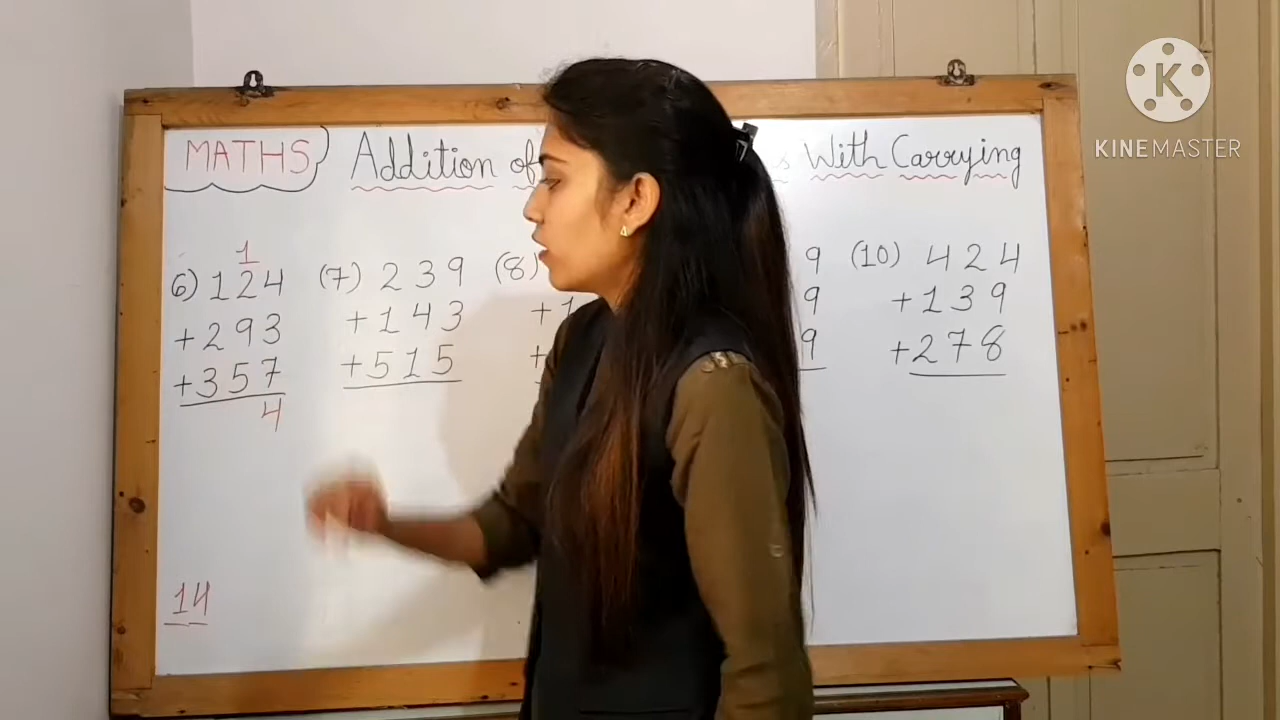 MATHS Addition of With Carrying
1
6) 124 (7) 239 (8) 9 (10) 424
+293 +143 +1 9 +139
+357 +515 + 9 +278
4
14
K
KINEMASTER